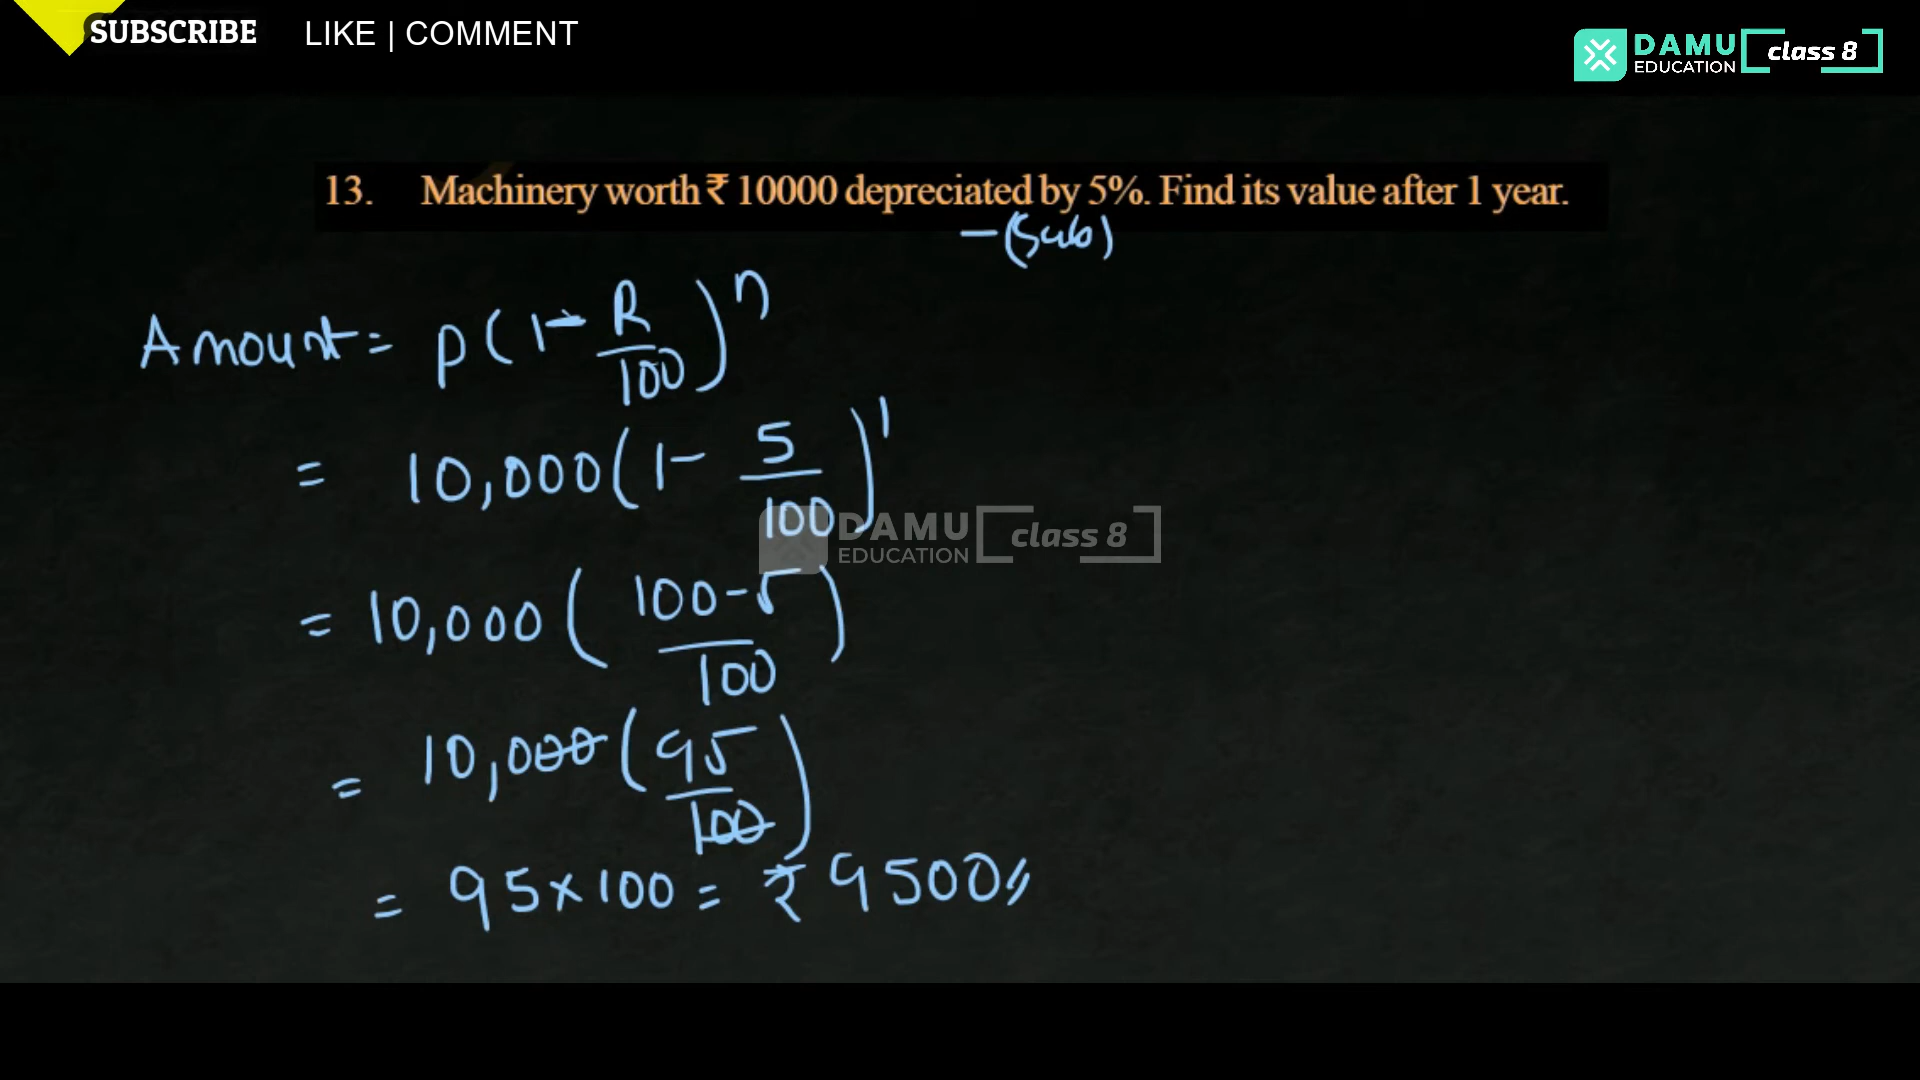 SUBSCRIBE LIKE | COMMENT
DAMU EDUCATION class 8
13. Machinery worth ₹ 10000 depreciated by 5%. Find its value after 1 year.
–(Sub)
Amount = P(1 - R/100)^n
= 10,000(1 - 5/100)^1
DAMU EDUCATION class 8
= 10,000(100-5/100)
= 10,000(95/100)
= 95×100 = ₹9500//